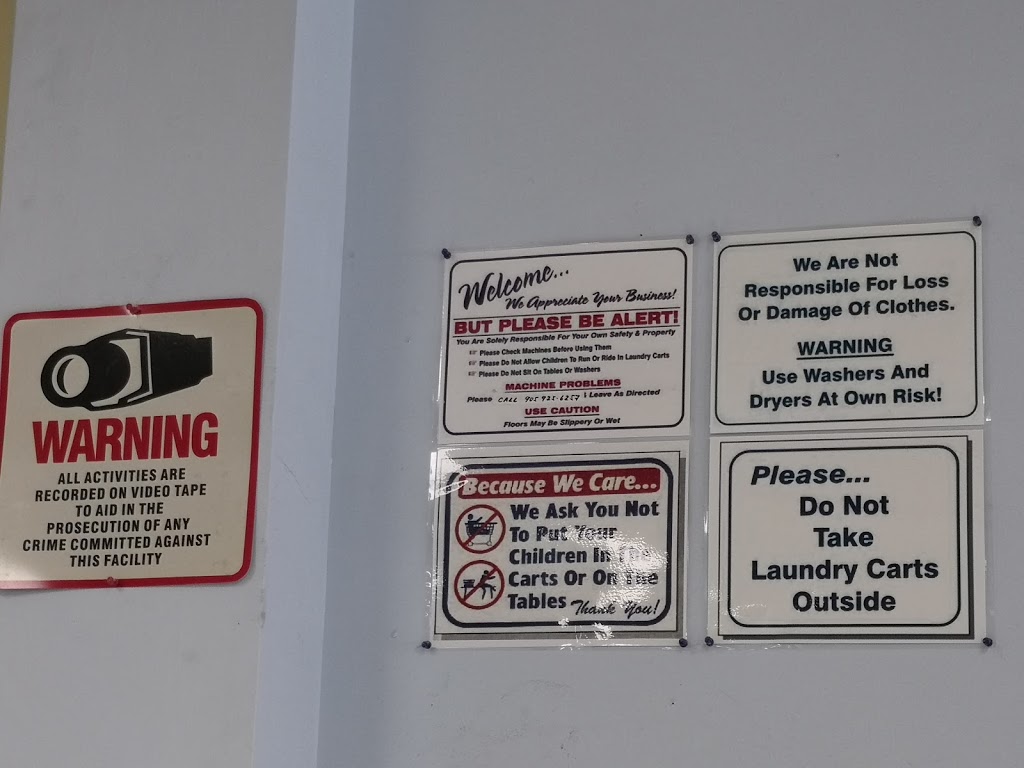 WARNING
ALL ACTIVITIES ARE
RECORDED ON VIDEO TAPE
TO AID IN THE
PROSECUTION OF ANY
CRIME COMMITTED AGAINST
THIS FACILITY
Welcome...
We Appreciate Your Business!
BUT PLEASE BE ALERT!
You Are Solely Responsible For Your Own Safety & Property
Please Check Machines Before Using Them
Please Do Not Allow Children To Run Or Ride In Laundry Carts
Please Do Not Sit On Tables Or Washers
MACHINE PROBLEMS
Please CALL 905 925-6257 Leave As Directed
USE CAUTION
Floors May Be Slippery Or Wet
We Are Not
Responsible For Loss
Or Damage Of Clothes.
WARNING
Use Washers And
Dryers At Own Risk!
Because We Care...
We Ask You Not
To Put Your
Children In The
Carts Or On The
Tables Thank You!
Please...
Do Not
Take
Laundry Carts
Outside